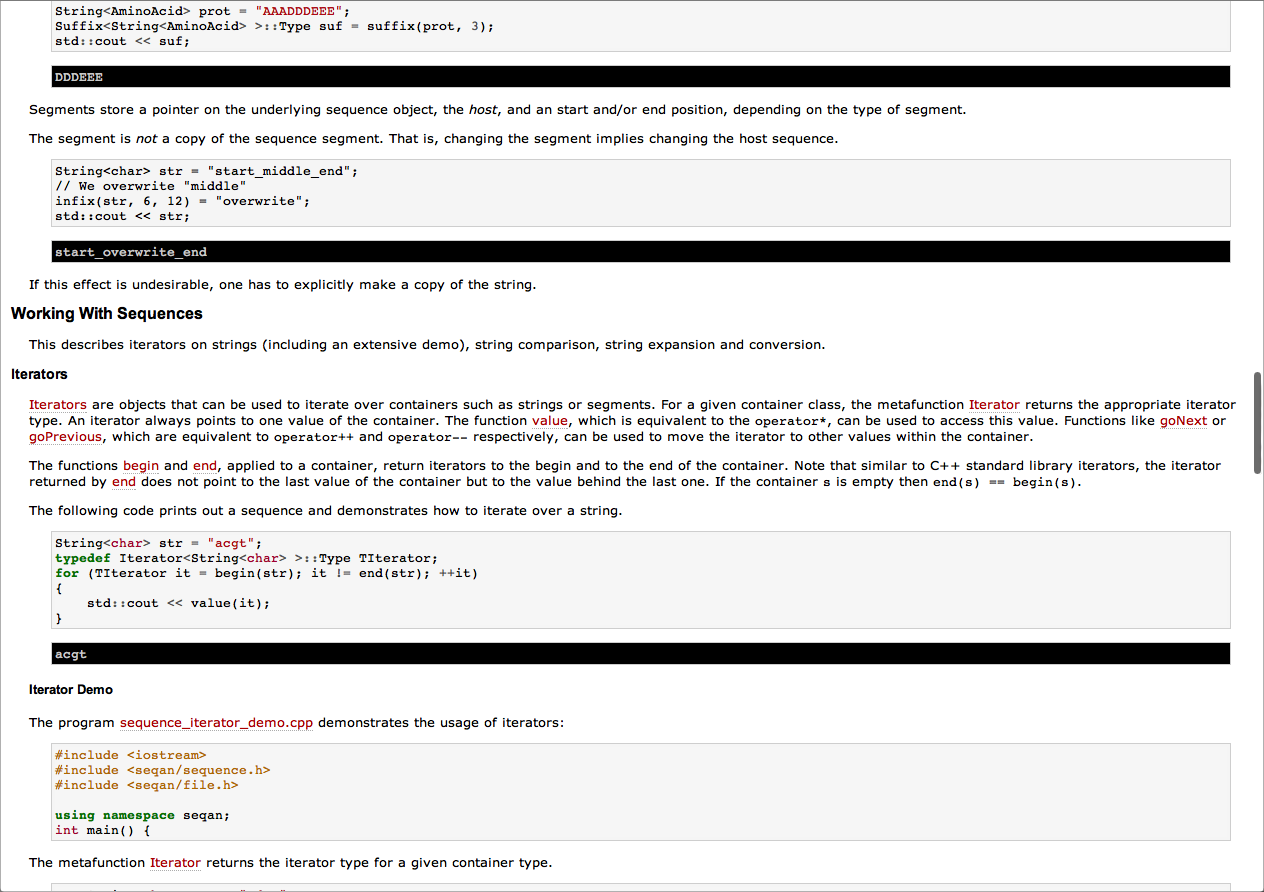 String<AminoAcid> prot = "AAADDDEEE";
Suffix<String<AminoAcid> >::Type suf = suffix(prot, 3);
std::cout << suf;
DDDEEE
Segments store a pointer on the underlying sequence object, the host, and an start and/or end position, depending on the type of segment.
The segment is not a copy of the sequence segment. That is, changing the segment implies changing the host sequence.
String<char> str = "start_middle_end";
// We overwrite "middle"
infix(str, 6, 12) = "overwrite";
std::cout << str;
start_overwrite_end
If this effect is undesirable, one has to explicitly make a copy of the string.
Working With Sequences
This describes iterators on strings (including an extensive demo), string comparison, string expansion and conversion.
Iterators
Iterators are objects that can be used to iterate over containers such as strings or segments. For a given container class, the metafunction Iterator returns the appropriate iterator
type. An iterator always points to one value of the container. The function value, which is equivalent to the operator*, can be used to access this value. Functions like goNext or
goPrevious, which are equivalent to operator++ and operator-- respectively, can be used to move the iterator to other values within the container.
The functions begin and end, applied to a container, return iterators to the begin and to the end of the container. Note that similar to C++ standard library iterators, the iterator
returned by end does not point to the last value of the container but to the value behind the last one. If the container s is empty then end(s) == begin(s).
The following code prints out a sequence and demonstrates how to iterate over a string.
String<char> str = "acgt";
typedef Iterator<String<char> >::Type TIterator;
for (TIterator it = begin(str); it != end(str); ++it)
{
    std::cout << value(it);
}
acgt
Iterator Demo
The program sequence_iterator_demo.cpp demonstrates the usage of iterators:
#include <iostream>
#include <seqan/sequence.h>
#include <seqan/file.h>
using namespace seqan;
int main() {
The metafunction Iterator returns the iterator type for a given container type.